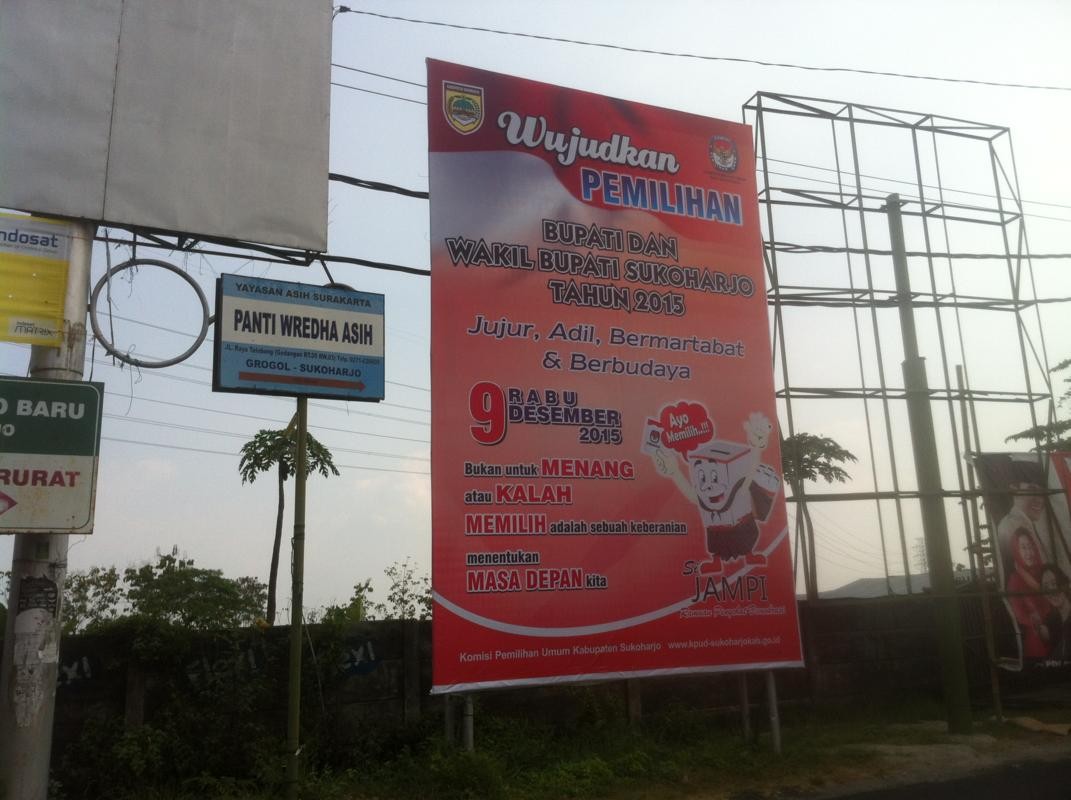 ndosat
MATRIX
O BARU
RURAT
YAYASAN ASIH SURAKARTA
PANTI WREDHA ASIH
GROGOL - SUKOHARJO
Wujudkan
PEMILIHAN
BUPATI DAN
WAKIL BUPATI SUKOHARJO
TAHUN 2015
Jujur, Adil, Bermartabat
& Berbudaya
9 RABU
DESEMBER
2015
Ayo
Memilih..!!!
Bukan untuk MENANG
atau KALAH
MEMILIH adalah sebuah keberanian
menentukan
MASA DEPAN kita
Si
JAMPI
Komisi Pemilihan Umum Kabupaten Sukoharjo www.kpud-sukoharjokab.go.id